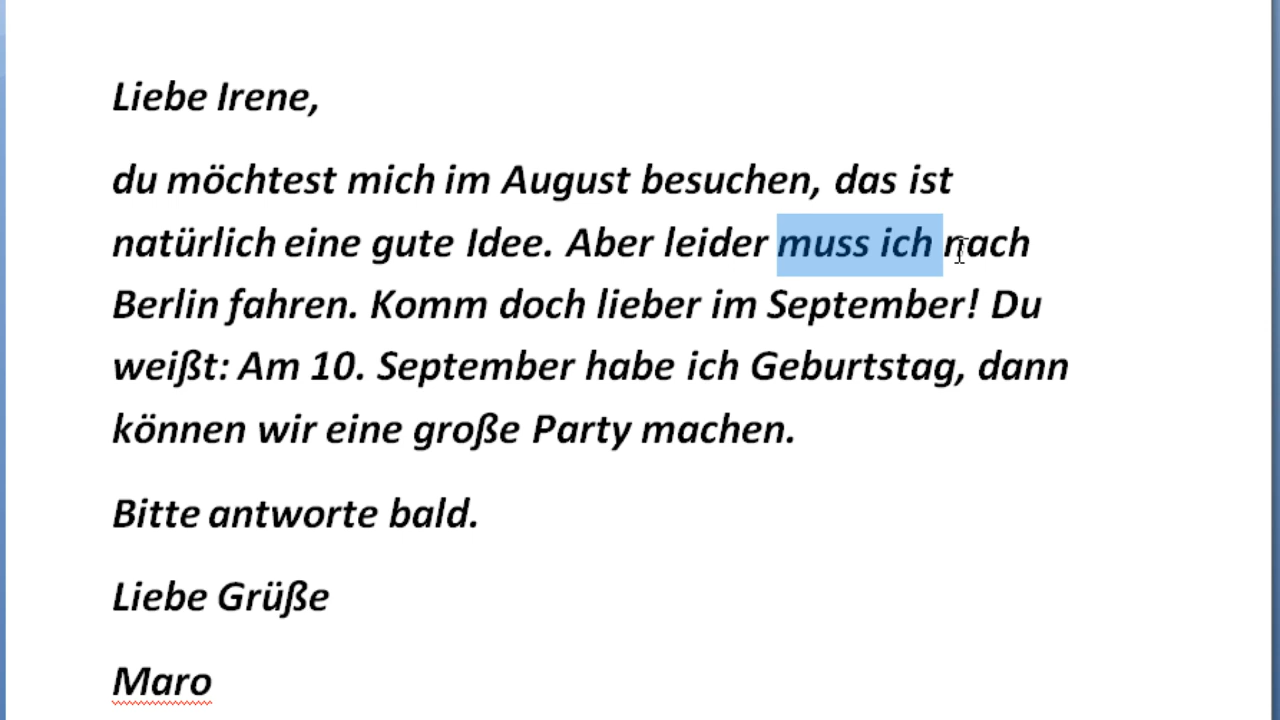 Liebe Irene,
du möchtest mich im August besuchen, das ist
natürlich eine gute Idee. Aber leider muss ich nach
Berlin fahren. Komm doch lieber im September! Du
weißt: Am 10. September habe ich Geburtstag, dann
können wir eine große Party machen.
Bitte antworte bald.
Liebe Grüße
Maro